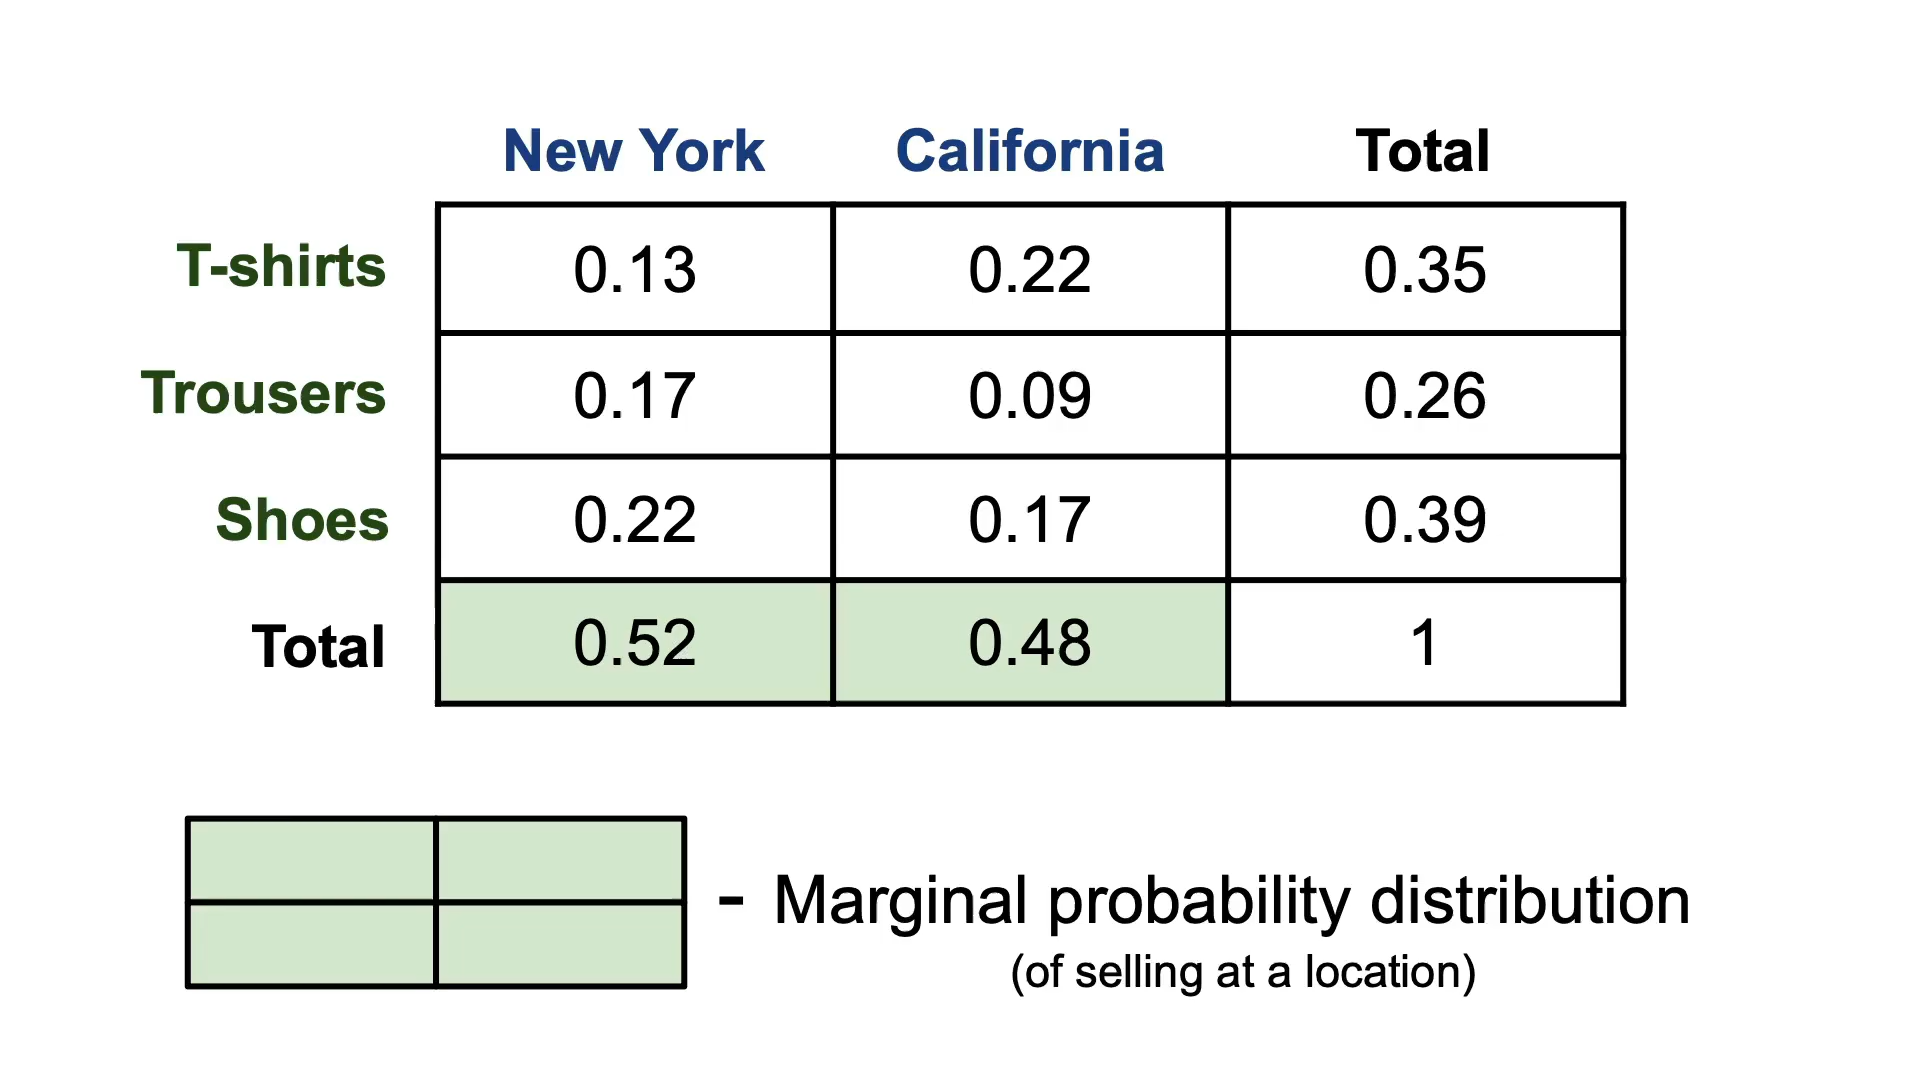 New York California Total
T-shirts 0.13 0.22 0.35
Trousers 0.17 0.09 0.26
Shoes 0.22 0.17 0.39
Total 0.52 0.48 1
- Marginal probability distribution
(of selling at a location)